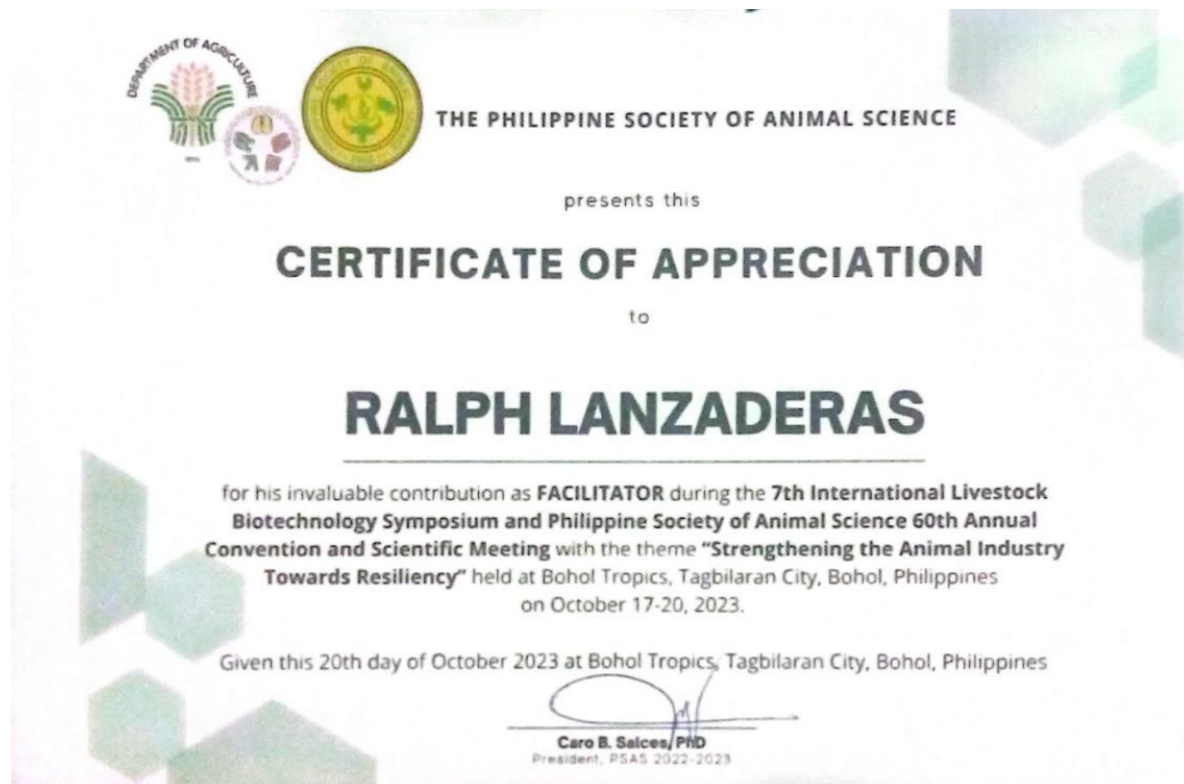 DEPARTMENT OF AGRICULTURE
THE PHILIPPINE SOCIETY OF ANIMAL SCIENCE
presents this
CERTIFICATE OF APPRECIATION
to
RALPH LANZADERAS
for his invaluable contribution as FACILITATOR during the 7th International Livestock
Biotechnology Symposium and Philippine Society of Animal Science 60th Annual
Convention and Scientific Meeting with the theme “Strengthening the Animal Industry
Towards Resiliency” held at Bohol Tropics, Tagbilaran City, Bohol, Philippines
on October 17-20, 2023.
Given this 20th day of October 2023 at Bohol Tropics, Tagbilaran City, Bohol, Philippines
Caro B. Salces, PhD
President, PSAS 2022-2023